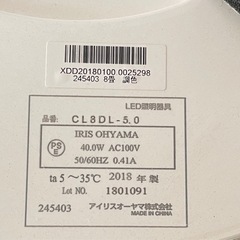 XDD20180100 0025298
245403 8畳 調色
LED照明器具
品番: CL8DL-5.0
PSE
IRIS OHYAMA
40.0W AC100V
50/60HZ 0.41A
ta 5～35℃ 2018 年製
Lot NO. 1801091
245403 アイリスオーヤマ株式会社
MADE IN CHINA